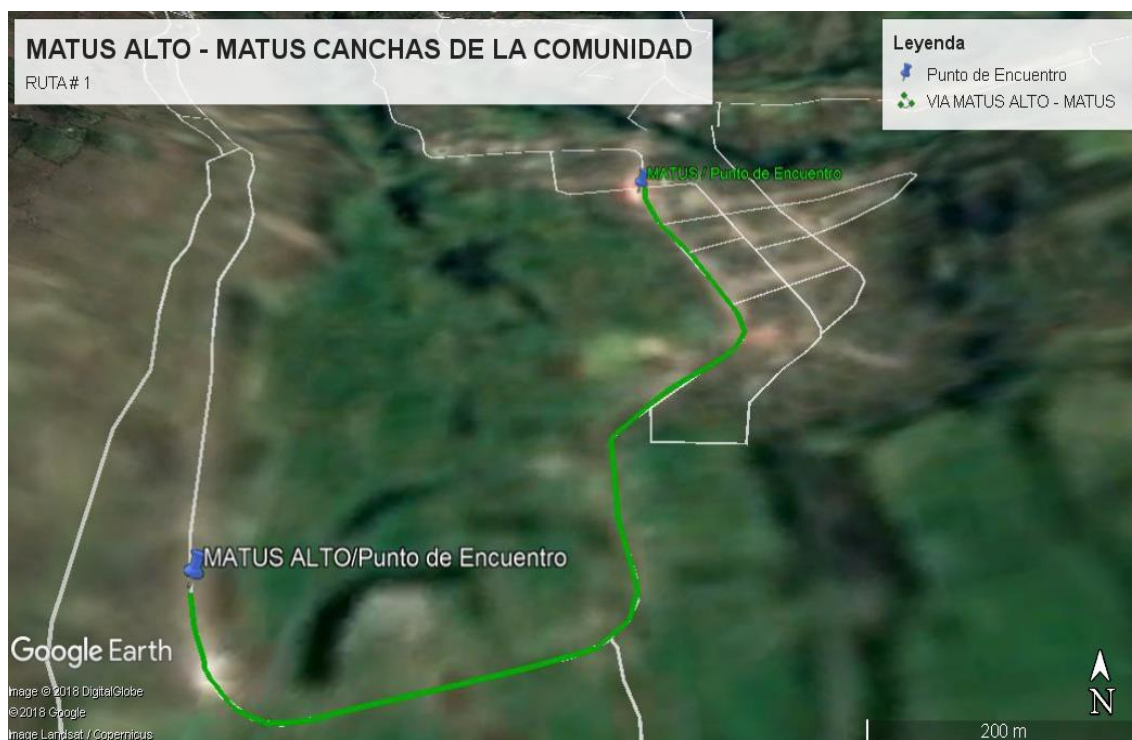 MATUS ALTO - MATUS CANCHAS DE LA COMUNIDAD
RUTA # 1
Leyenda
Punto de Encuentro
VIA MATUS ALTO - MATUS
MATUS / Punto de Encuentro
MATUS ALTO/Punto de Encuentro
Google Earth
Image © 2018 DigitalGlobe
©2018 Google
Image Landsat / Copernicus
N
200 m